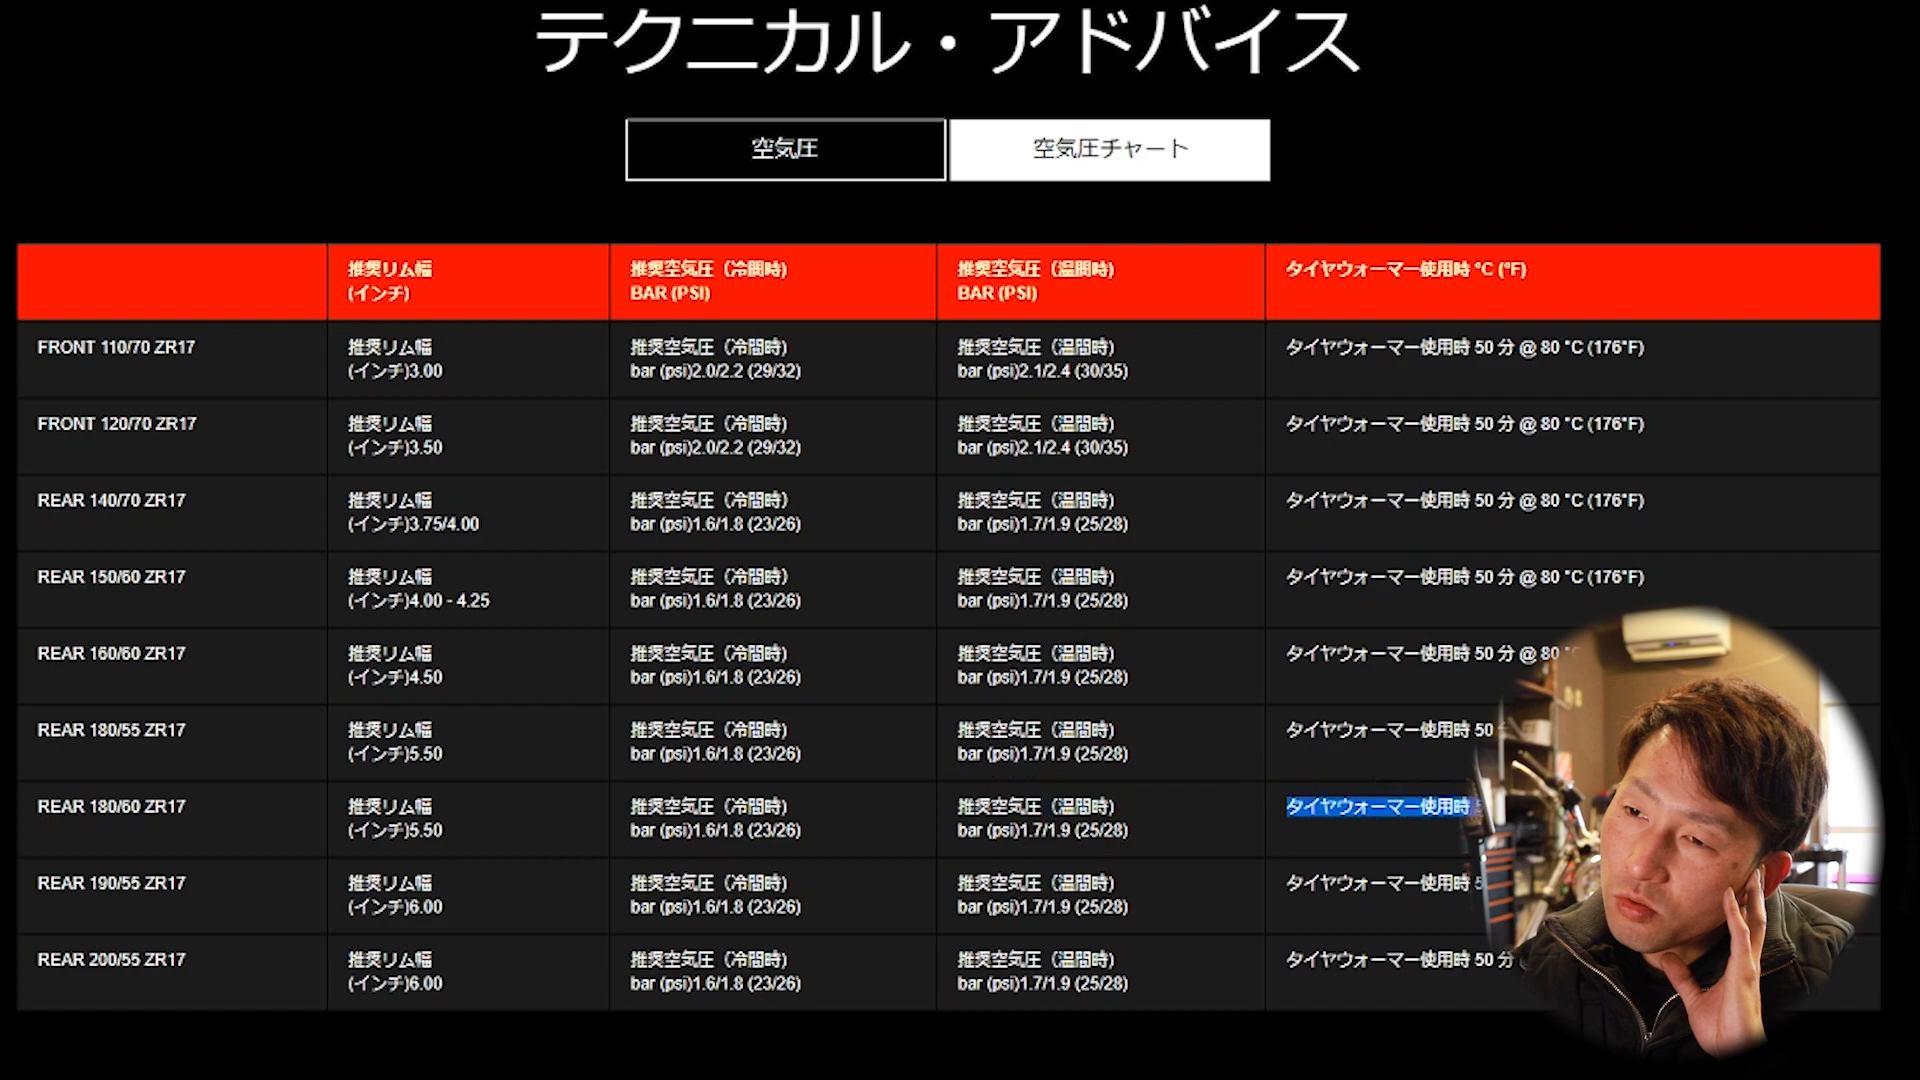 テクニカル・アドバイス
空気圧
空気圧チャート
推奨リム幅
(インチ)
推奨空気圧（冷間時)
BAR (PSI)
推奨空気圧（温間時)
BAR (PSI)
タイヤウォーマー使用時 °C (°F)
FRONT 110/70 ZR17
推奨リム幅
(インチ)3.00
推奨空気圧（冷間時)
bar (psi)2.0/2.2 (29/32)
推奨空気圧（温間時)
bar (psi)2.1/2.4 (30/35)
タイヤウォーマー使用時 50 分 @ 80 °C (176°F)
FRONT 120/70 ZR17
推奨リム幅
(インチ)3.50
推奨空気圧（冷間時)
bar (psi)2.0/2.2 (29/32)
推奨空気圧（温間時)
bar (psi)2.1/2.4 (30/35)
タイヤウォーマー使用時 50 分 @ 80 °C (176°F)
REAR 140/70 ZR17
推奨リム幅
(インチ)3.75/4.00
推奨空気圧（冷間時)
bar (psi)1.6/1.8 (23/26)
推奨空気圧（温間時)
bar (psi)1.7/1.9 (25/28)
タイヤウォーマー使用時 50 分 @ 80 °C (176°F)
REAR 150/60 ZR17
推奨リム幅
(インチ)4.00 - 4.25
推奨空気圧（冷間時)
bar (psi)1.6/1.8 (23/26)
推奨空気圧（温間時)
bar (psi)1.7/1.9 (25/28)
タイヤウォーマー使用時 50 分 @ 80 °C (176°F)
REAR 160/60 ZR17
推奨リム幅
(インチ)4.50
推奨空気圧（冷間時)
bar (psi)1.6/1.8 (23/26)
推奨空気圧（温間時)
bar (psi)1.7/1.9 (25/28)
タイヤウォーマー使用時 50 分 @ 80
REAR 180/55 ZR17
推奨リム幅
(インチ)5.50
推奨空気圧（冷間時)
bar (psi)1.6/1.8 (23/26)
推奨空気圧（温間時)
bar (psi)1.7/1.9 (25/28)
タイヤウォーマー使用時 50
REAR 180/60 ZR17
推奨リム幅
(インチ)5.50
推奨空気圧（冷間時)
bar (psi)1.6/1.8 (23/26)
推奨空気圧（温間時)
bar (psi)1.7/1.9 (25/28)
タイヤウォーマー使用時
REAR 190/55 ZR17
推奨リム幅
(インチ)6.00
推奨空気圧（冷間時)
bar (psi)1.6/1.8 (23/26)
推奨空気圧（温間時)
bar (psi)1.7/1.9 (25/28)
タイヤウォーマー使用時
REAR 200/55 ZR17
推奨リム幅
(インチ)6.00
推奨空気圧（冷間時)
bar (psi)1.6/1.8 (23/26)
推奨空気圧（温間時)
bar (psi)1.7/1.9 (25/28)
タイヤウォーマー使用時 50 分